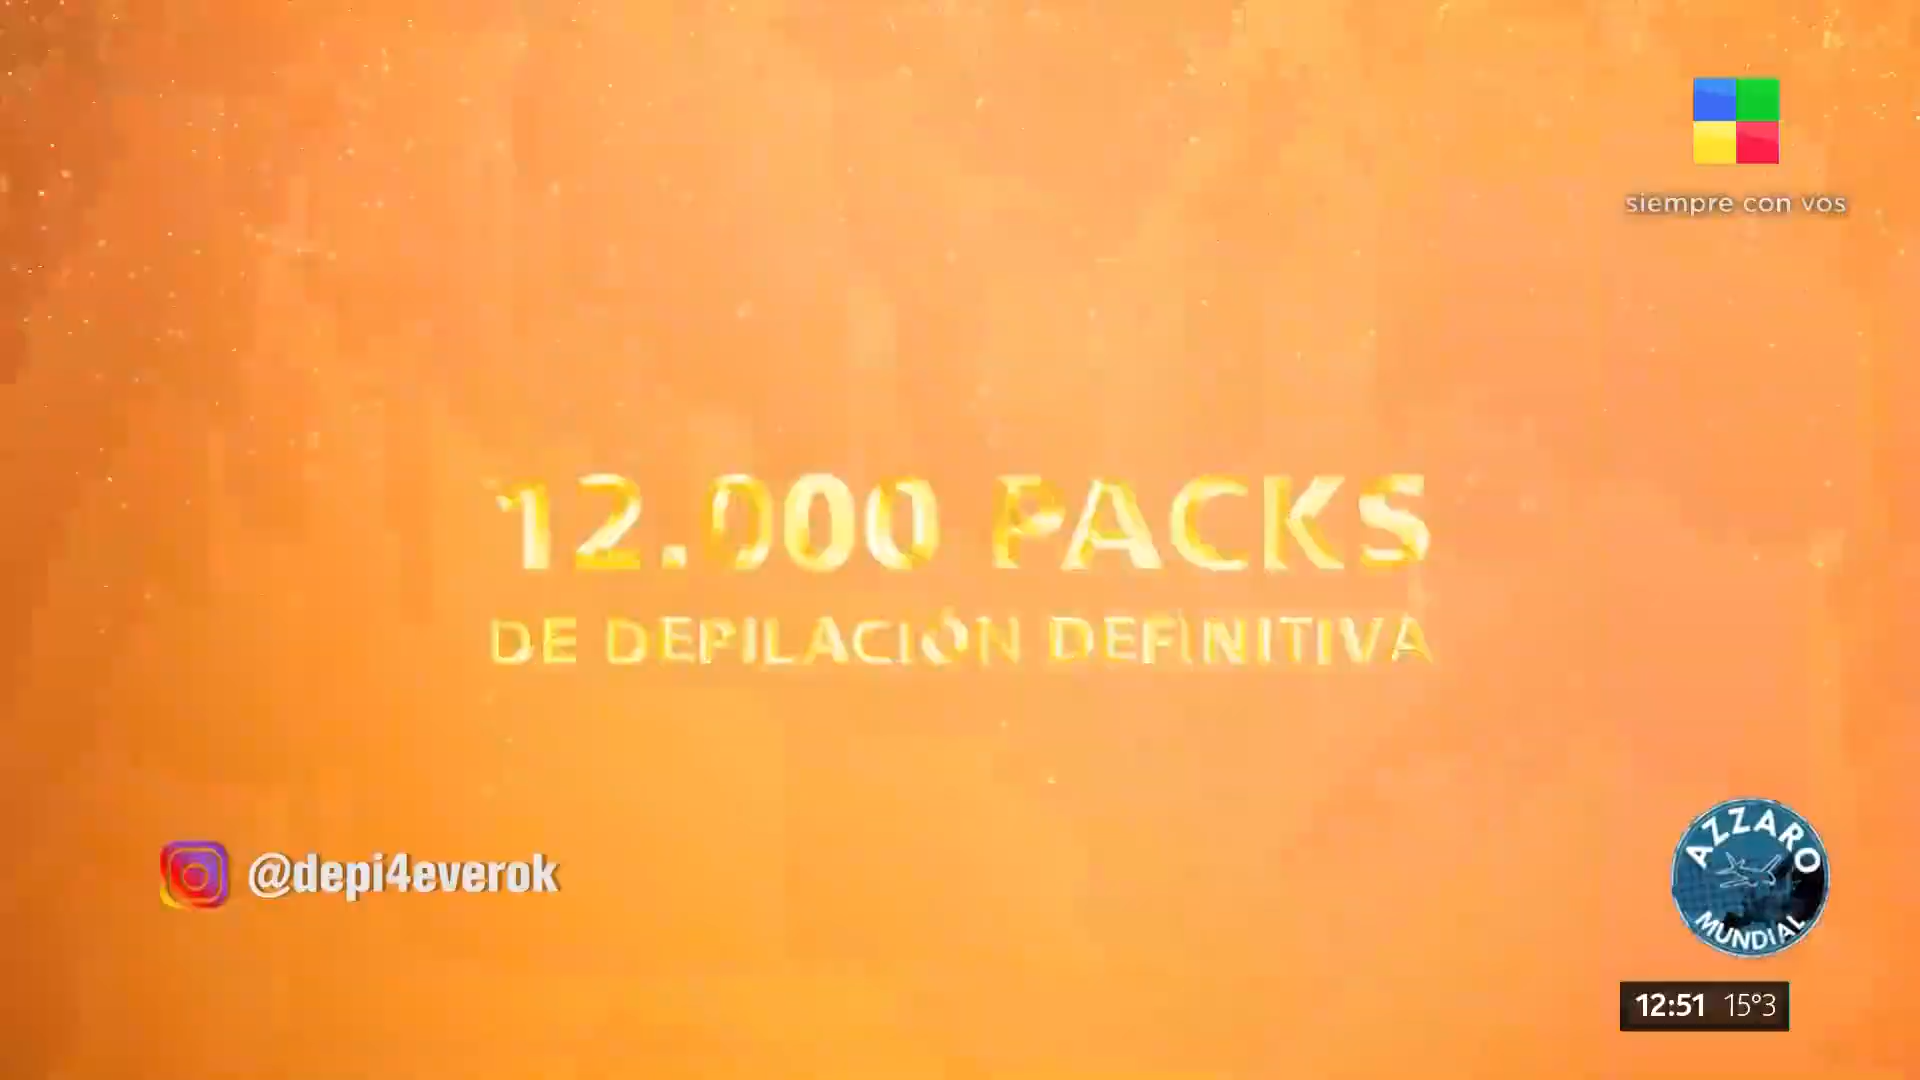 siempre con vos
12.000 PACKS
DE DEPILACIÓN DEFINITIVA
@depi4everok
AZZARO
MUNDIAL
12:51 15°3